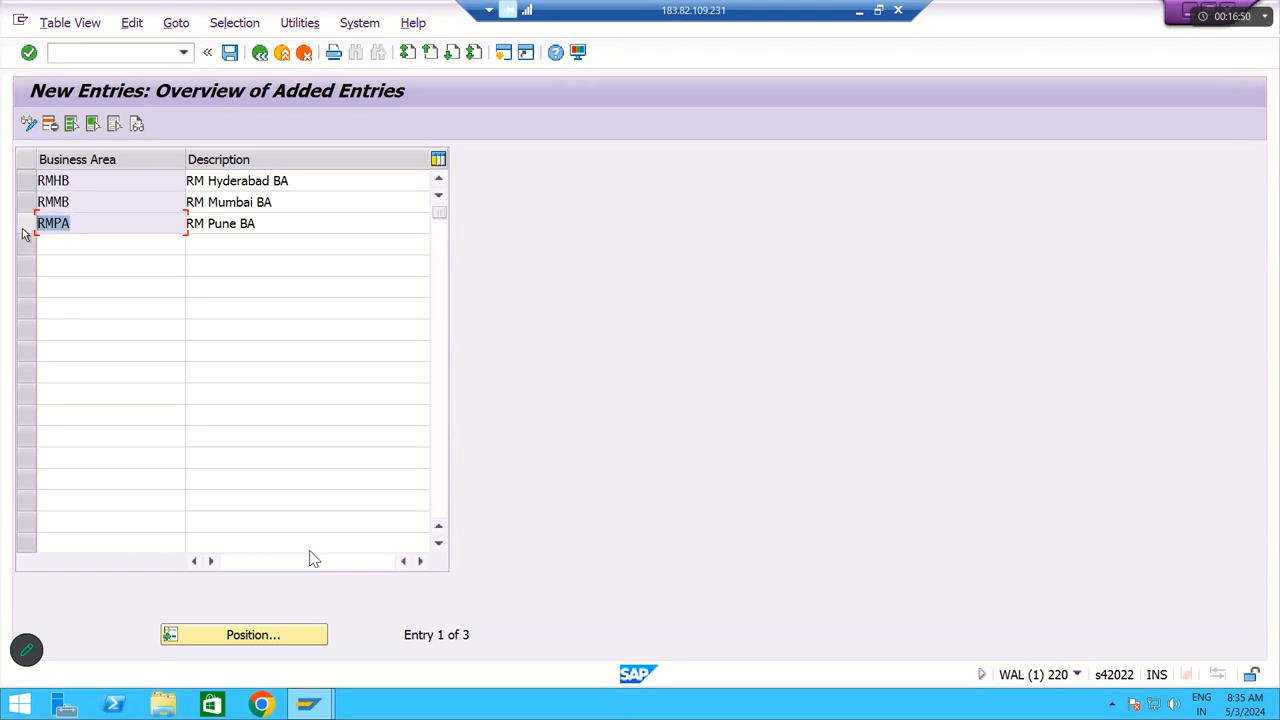 183.82.109.231
00:16:50
Table View Edit Goto Selection Utilities System Help
New Entries: Overview of Added Entries
Business Area Description
RMHB RM Hyderabad BA
RMMB RM Mumbai BA
RMPA RM Pune BA
Position... Entry 1 of 3
SAP
WAL (1) 220 s42022 INS
ENG
IN
8:35 AM
5/3/2024